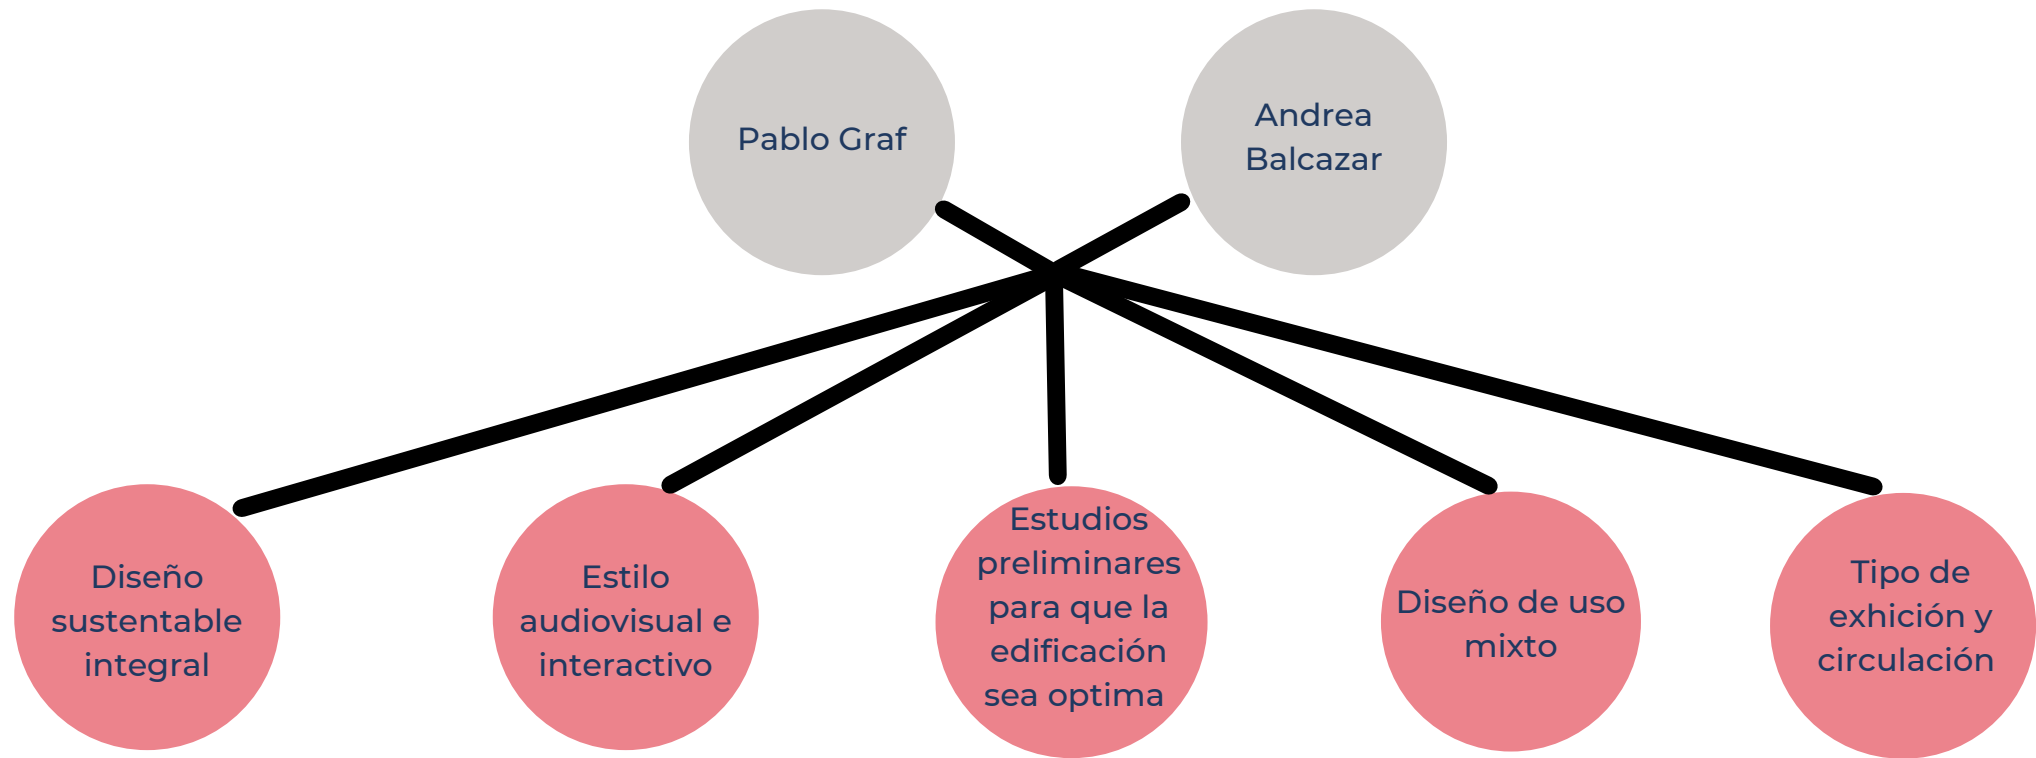 Pablo Graf
Andrea
Balcazar
Diseño
sustentable
integral
Estilo
audiovisual e
interactivo
Estudios
preliminares
para que la
edificación
sea optima
Diseño de uso
mixto
Tipo de
exhición y
circulación